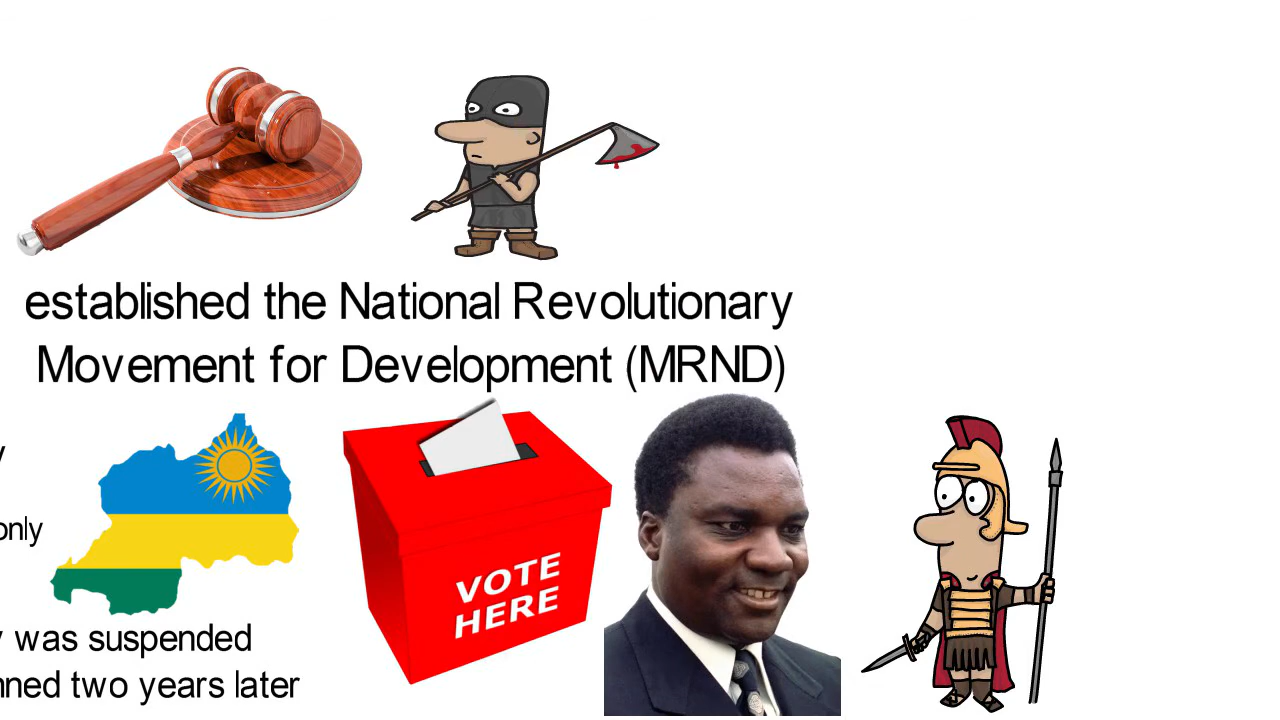 established the National Revolutionary
Movement for Development (MRND)
only
VOTE
HERE
was suspended
two years later